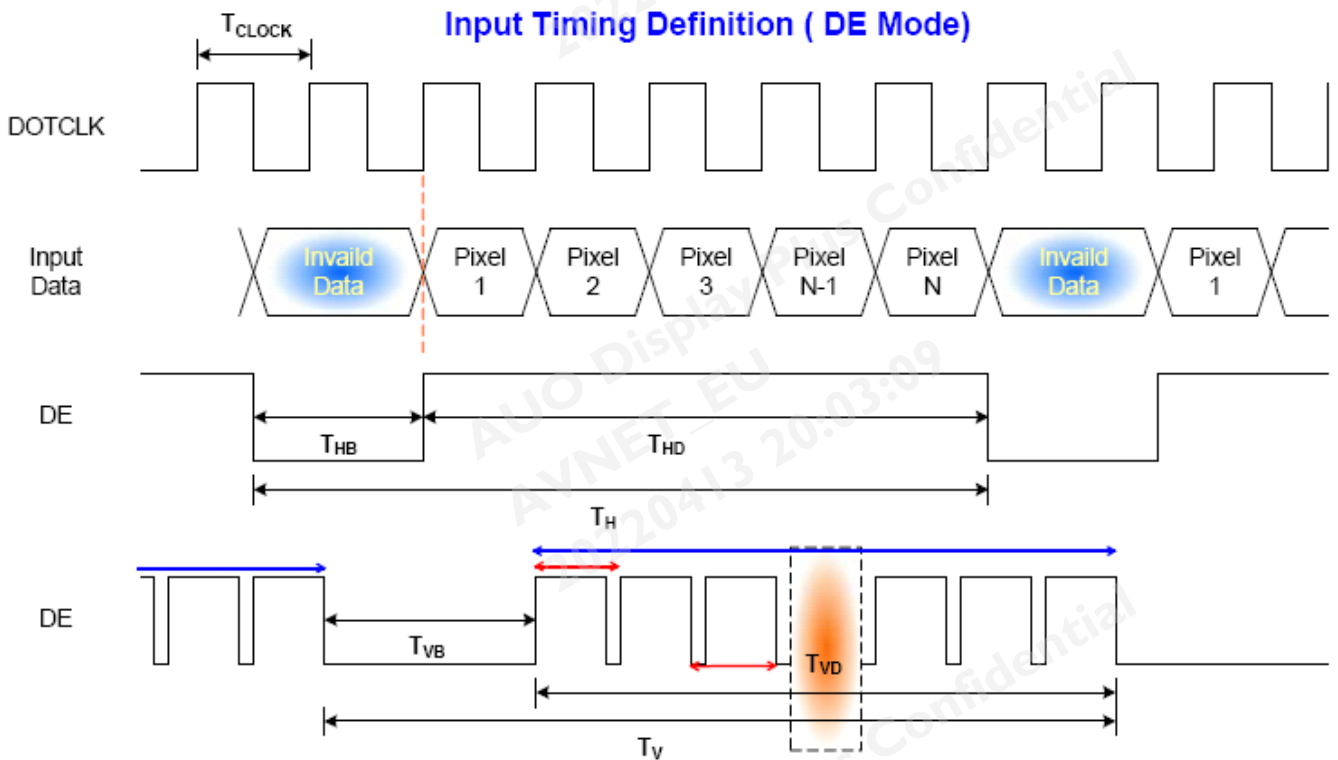 Input Timing Definition ( DE Mode)
TCLOCK
DOTCLK
Input
Data
Invaild
Data
Pixel
1
Pixel
2
Pixel
3
Pixel
N-1
Pixel
N
Invaild
Data
Pixel
1
DE
THB
THD
TH
DE
TVB
TVD
TV
AUO Display Plus Confidential
AVNET_EU
20220413 20:03:09